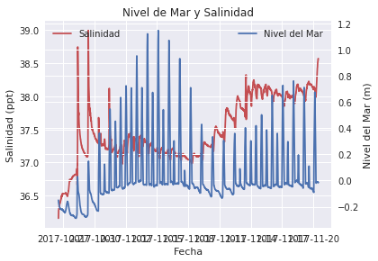 Nivel de Mar y Salinidad
Salinidad
Nivel del Mar
39.0
38.5
38.0
37.5
37.0
36.5
Salinidad (ppt)
1.2
1.0
0.8
0.6
0.4
0.2
0.0
−0.2
Nivel del Mar (m)
2017-11-20
Fecha